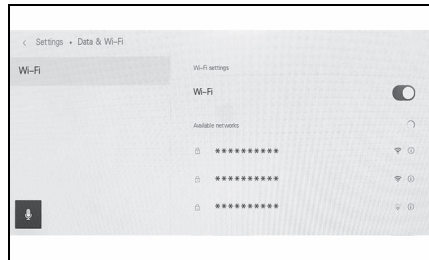 Settings • Data & Wi-Fi
Wi-Fi
Wi-Fi settings
Wi-Fi
Available networks
**********
**********
**********